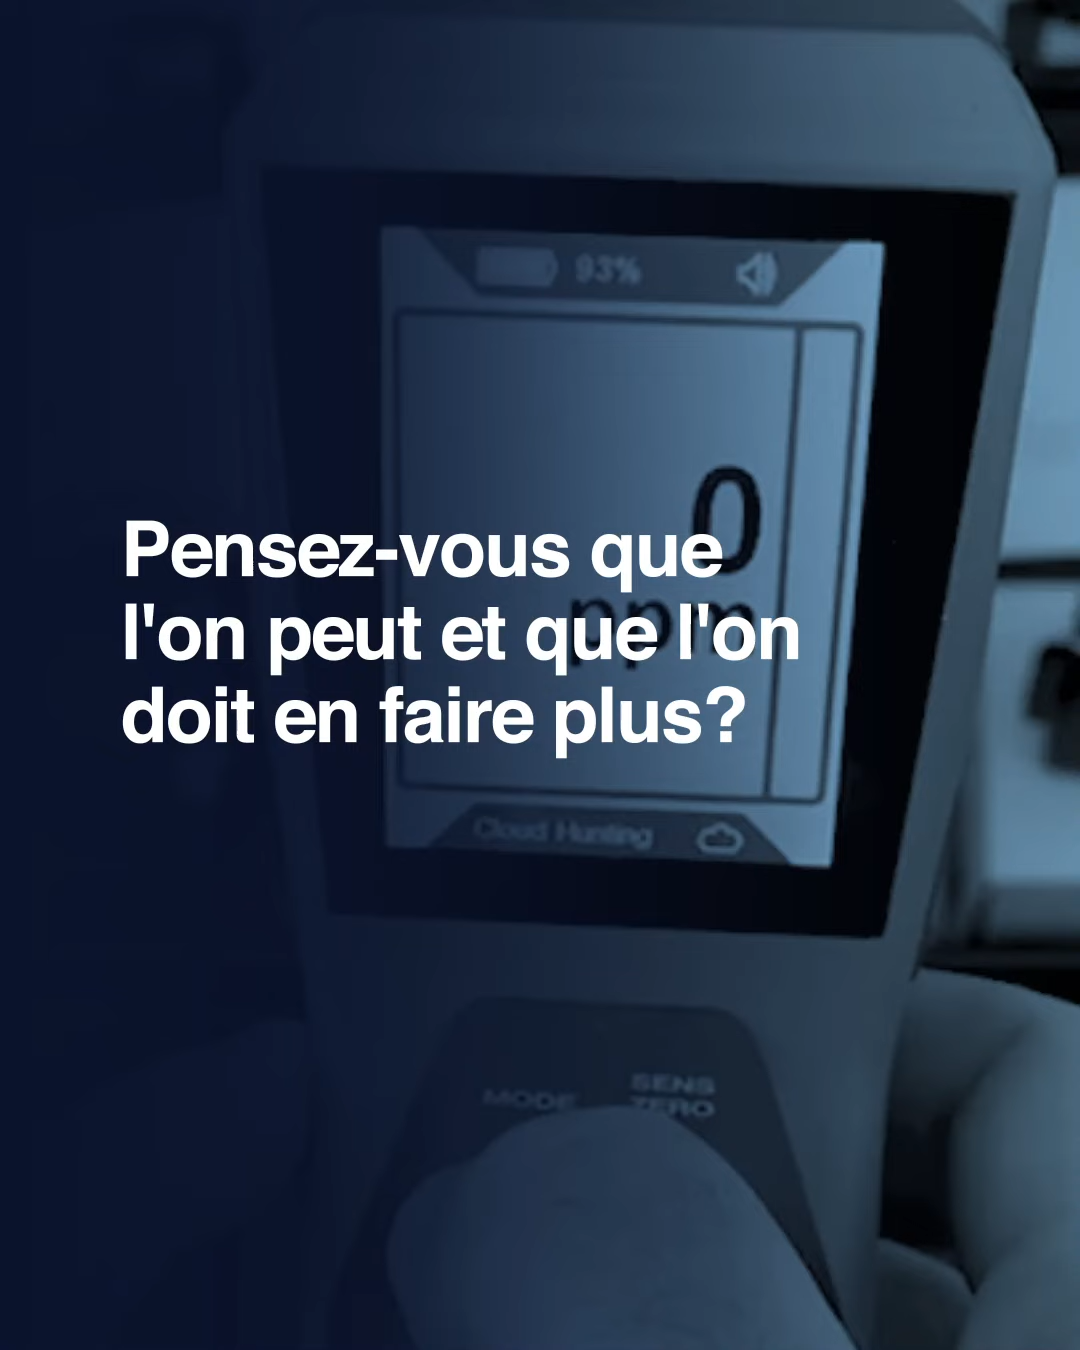 93%
0
ppm
Pensez-vous que
l'on peut et que l'on
doit en faire plus?
Cloud Hunting
MODE
SENS
ZERO